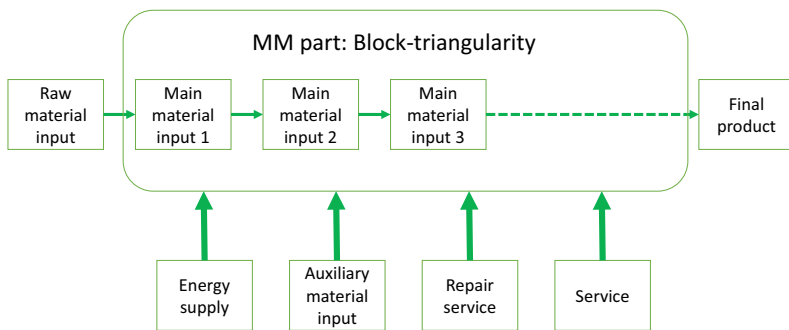 MM part: Block-triangularity
Raw
material
input
Main
material
input 1
Main
material
input 2
Main
material
input 3
Final
product
Energy
supply
Auxiliary
material
input
Repair
service
Service